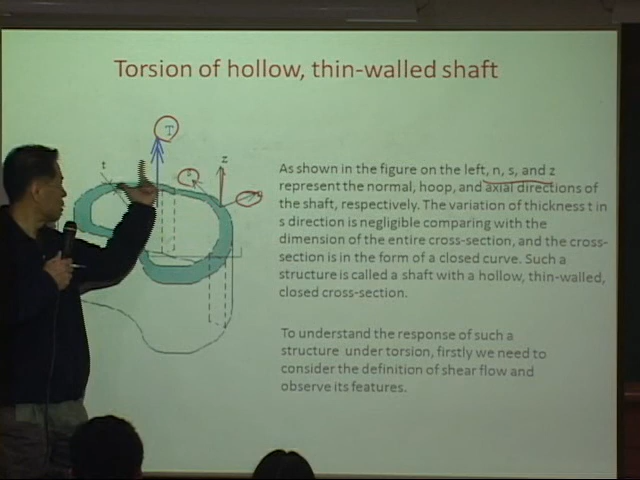 Torsion of hollow, thin-walled shaft
T
t
z
As shown in the figure on the left, n, s, and z
represent the normal, hoop, and axial directions of
the shaft, respectively. The variation of thickness t in
s direction is negligible comparing with the
dimension of the entire cross-section, and the cross-
section is in the form of a closed curve. Such a
structure is called a shaft with a hollow, thin-walled,
closed cross-section.
To understand the response of such a
structure under torsion, firstly we need to
consider the definition of shear flow and
observe its features.